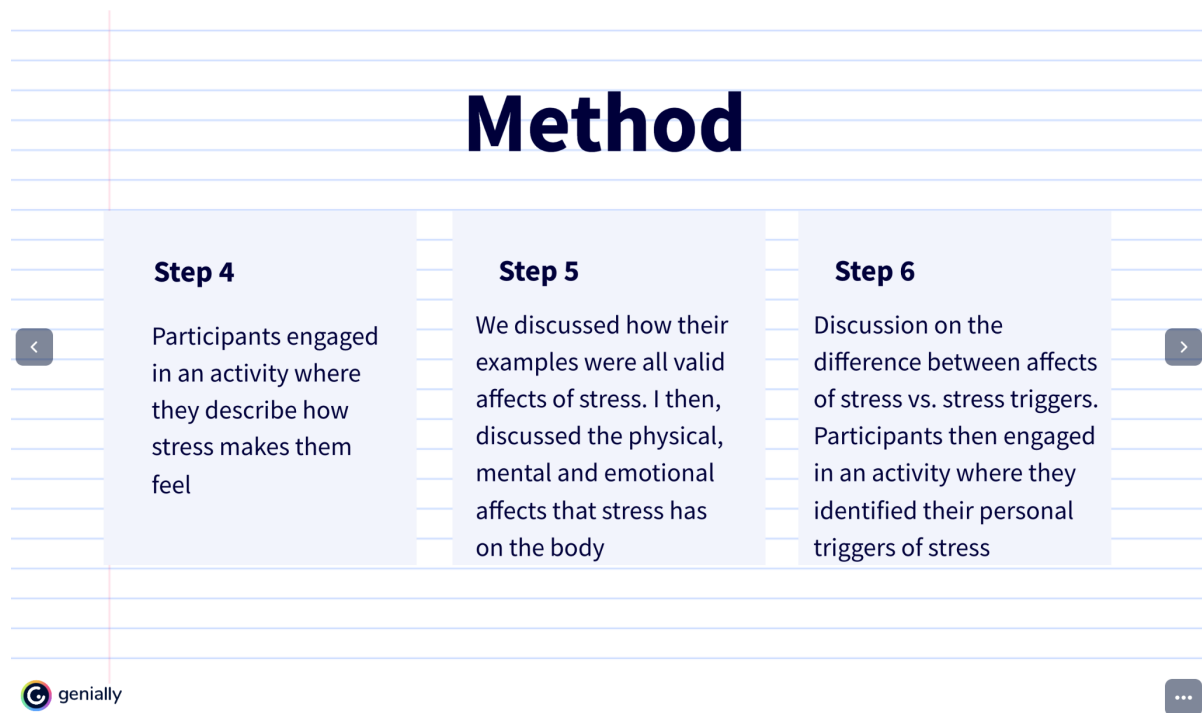 Method
Step 4
Participants engaged
in an activity where
they describe how
stress makes them
feel
Step 5
We discussed how their
examples were all valid
affects of stress. I then,
discussed the physical,
mental and emotional
affects that stress has
on the body
Step 6
Discussion on the
difference between affects
of stress vs. stress triggers.
Participants then engaged
in an activity where they
identified their personal
triggers of stress
genially